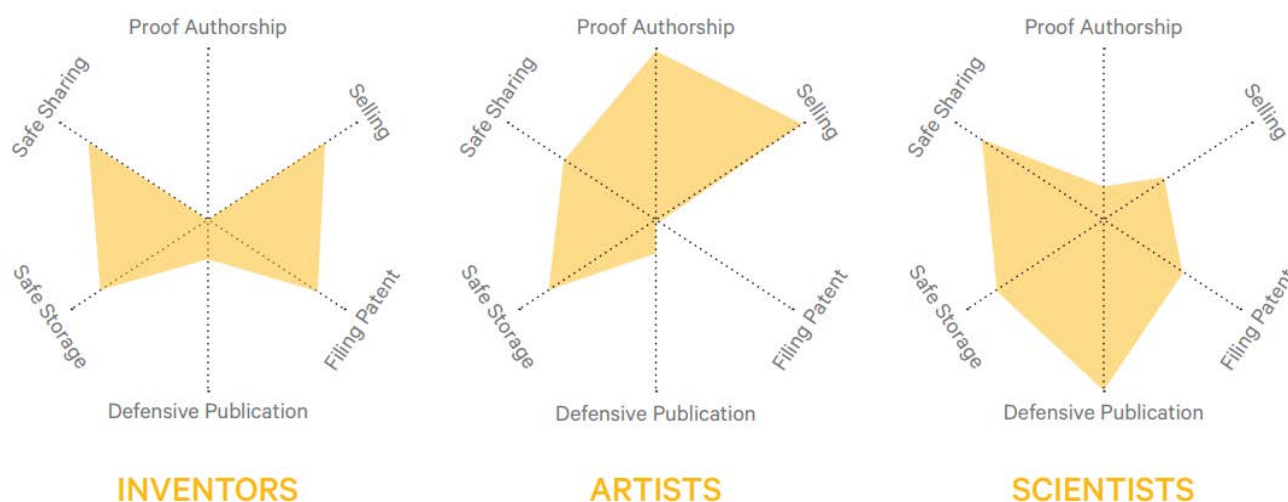 Proof Authorship
Safe Sharing
Selling
Safe Storage
Filing Patent
Defensive Publication
INVENTORS
Proof Authorship
Safe Sharing
Selling
Safe Storage
Filing Patent
Defensive Publication
ARTISTS
Proof Authorship
Safe Sharing
Selling
Safe Storage
Filing Patent
Defensive Publication
SCIENTISTS